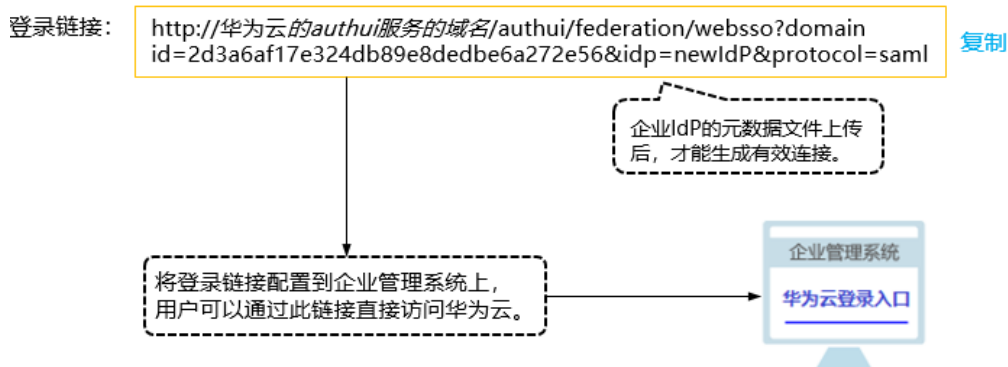 登录链接：
http://华为云的authui服务的域名/authui/federation/websso?domain
id=2d3a6af17e324db89e8dedbe6a272e56&idp=newIdP&protocol=saml
复制
企业IdP的元数据文件上传
后，才能生成有效连接。
将登录链接配置到企业管理系统上，
用户可以通过此链接直接访问华为云。
企业管理系统
华为云登录入口